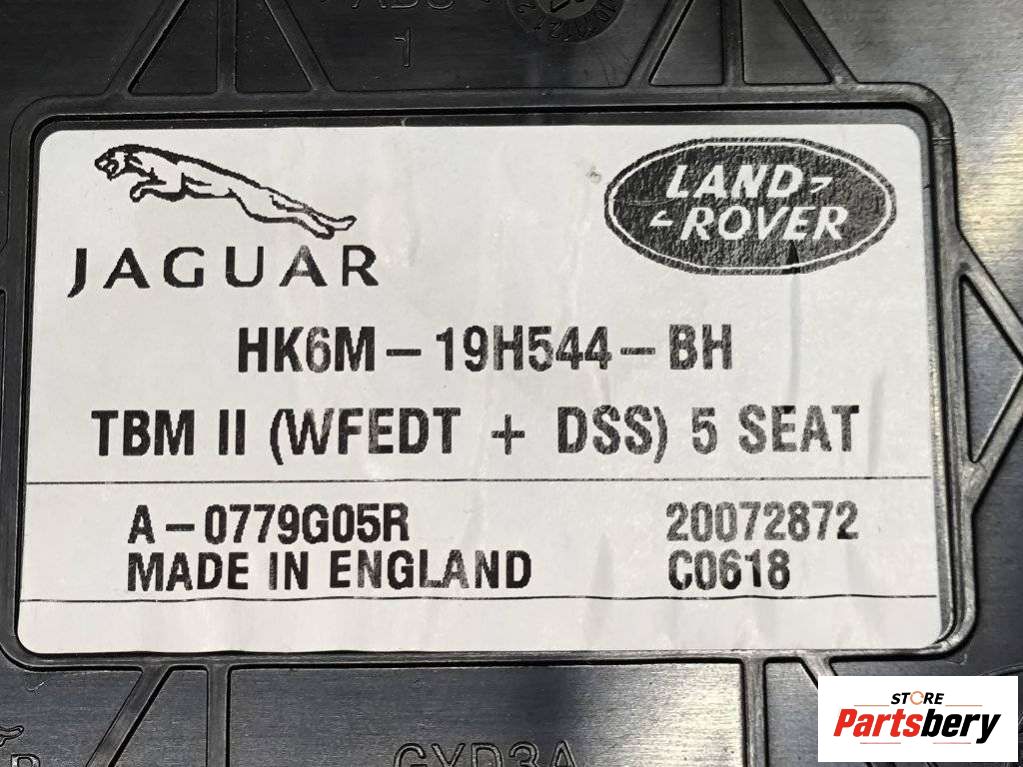 1
JAGUAR
LAND
ROVER
HK6M-19H544-BH
TBM II (WFEDT + DSS) 5 SEAT
A-0779G05R
20072872
MADE IN ENGLAND
C0618
STORE
Partsbery